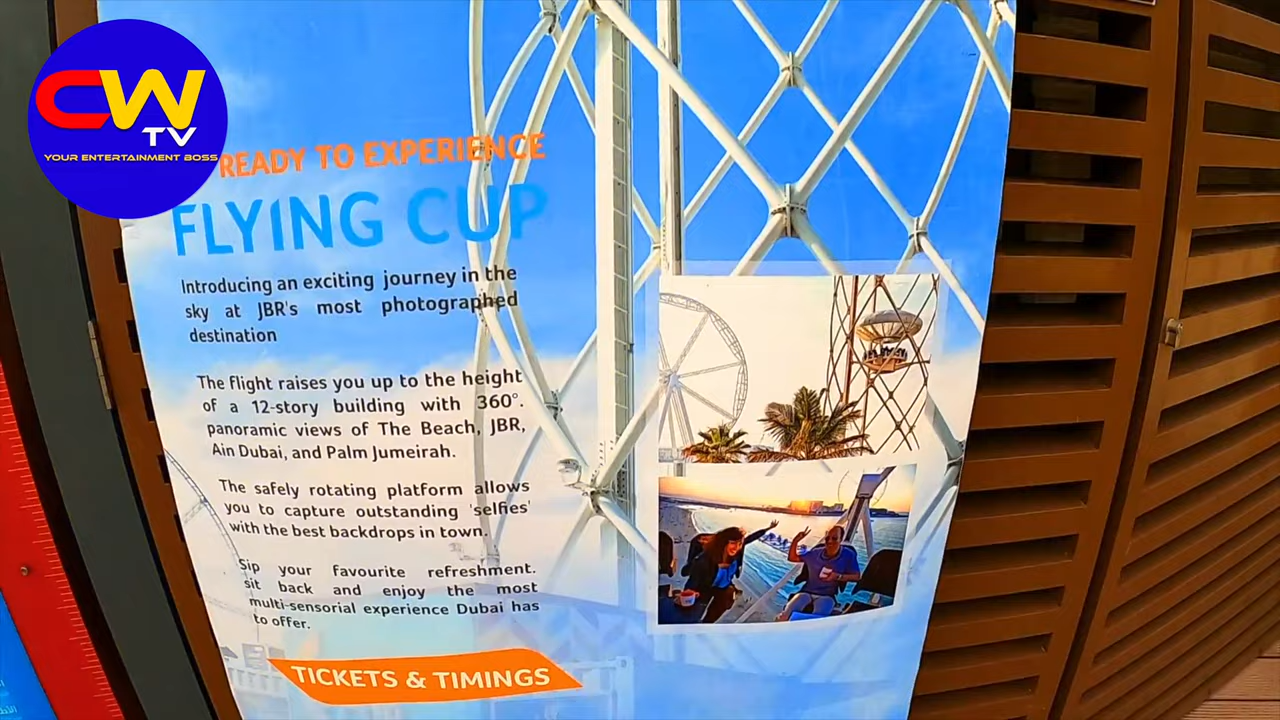 CW
TV
YOUR ENTERTAINMENT BOSS
READY TO EXPERIENCE
FLYING CUP
Introducing an exciting journey in the
sky at JBR's most photographed
destination
The flight raises you up to the height
of a 12-story building with 360°.
panoramic views of The Beach, JBR,
Ain Dubai, and Palm Jumeirah.
The safely rotating platform allows
you to capture outstanding 'selfies'
with the best backdrops in town.
Sip your favourite refreshment.
sit back and enjoy the most
multi-sensorial experience Dubai has
to offer.
TICKETS & TIMINGS